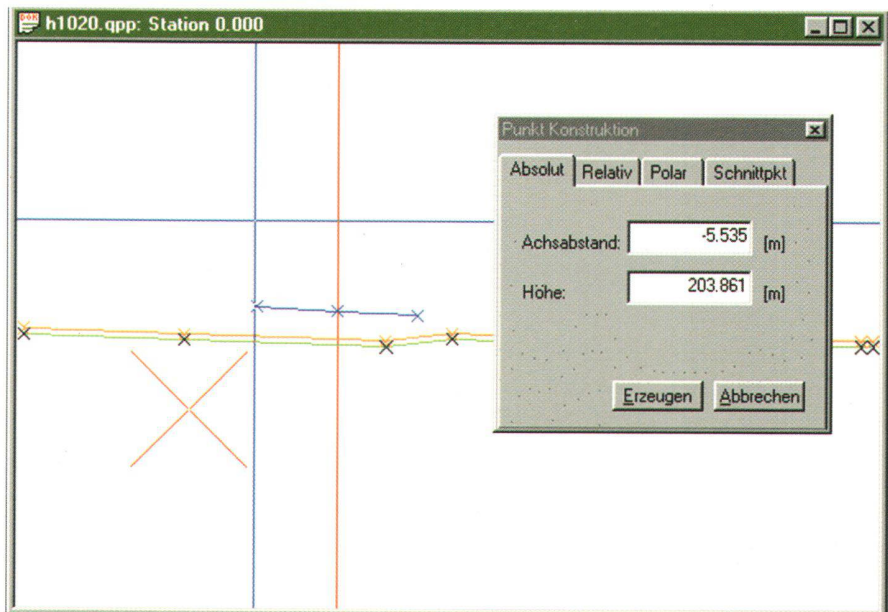 h1020.qpp: Station 0.000
Punkt Konstruktion
Absolut Relativ Polar Schnittpkt
Achsabstand: -5.535 [m]
Höhe: 203.861 [m]
Erzeugen Abbrechen